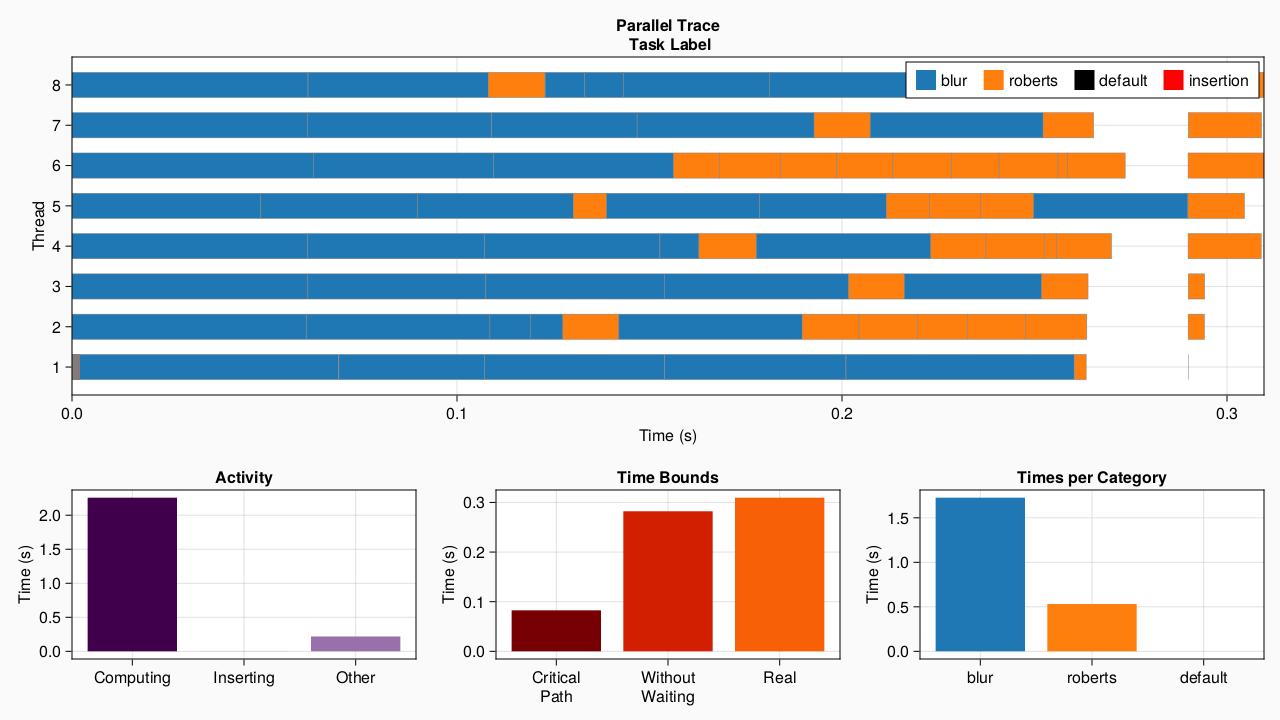 Parallel Trace
Task Label
blur roberts default insertion
Thread
8
7
6
5
4
3
2
1
0.0 0.1 0.2 0.3
Time (s)
Activity
Time (s)
2.0
1.5
1.0
0.5
0.0
Computing Inserting Other
Time Bounds
Time (s)
0.3
0.2
0.1
0.0
Critical Path
Without Waiting
Real
Times per Category
Time (s)
1.5
1.0
0.5
0.0
blur roberts default